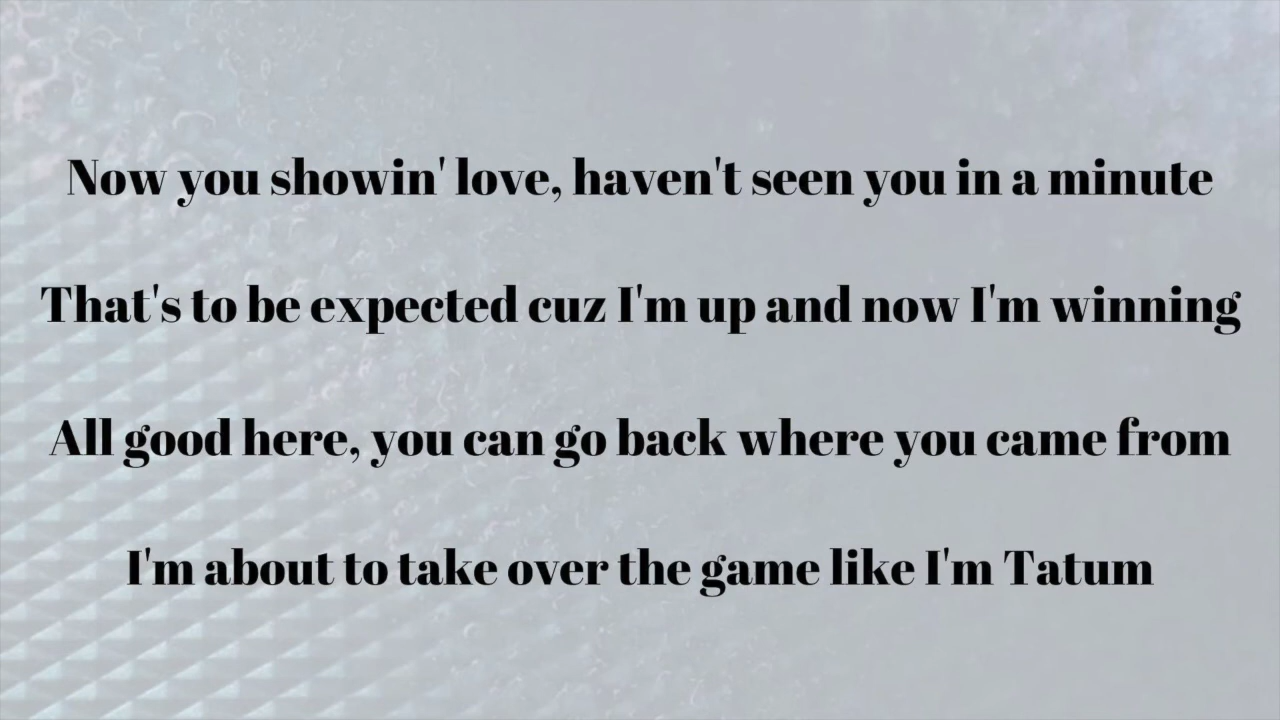 Now you showin' love, haven't seen you in a minute
That's to be expected cuz I'm up and now I'm winning
All good here, you can go back where you came from
I'm about to take over the game like I'm Tatum